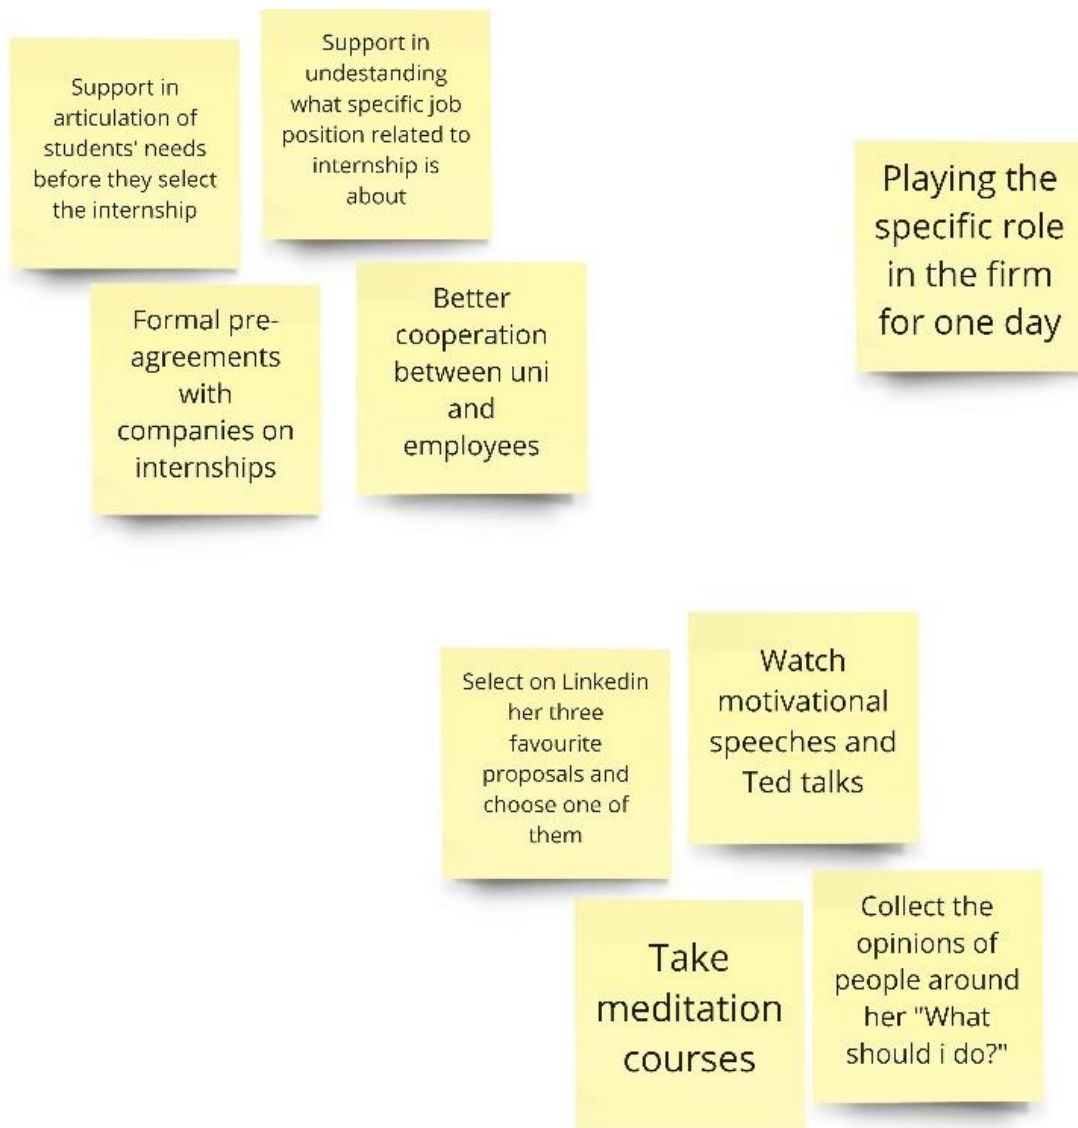 Support in
articulation of
students' needs
before they select
the internship
Support in
undestanding
what specific job
position related to
internship is
about
Playing the
specific role
in the firm
for one day
Formal pre-
agreements
with
companies on
internships
Better
cooperation
between uni
and
employees
Select on Linkedin
her three
favourite
proposals and
choose one of
them
Watch
motivational
speeches and
Ted talks
Take
meditation
courses
Collect the
opinions of
people around
her "What
should i do?"